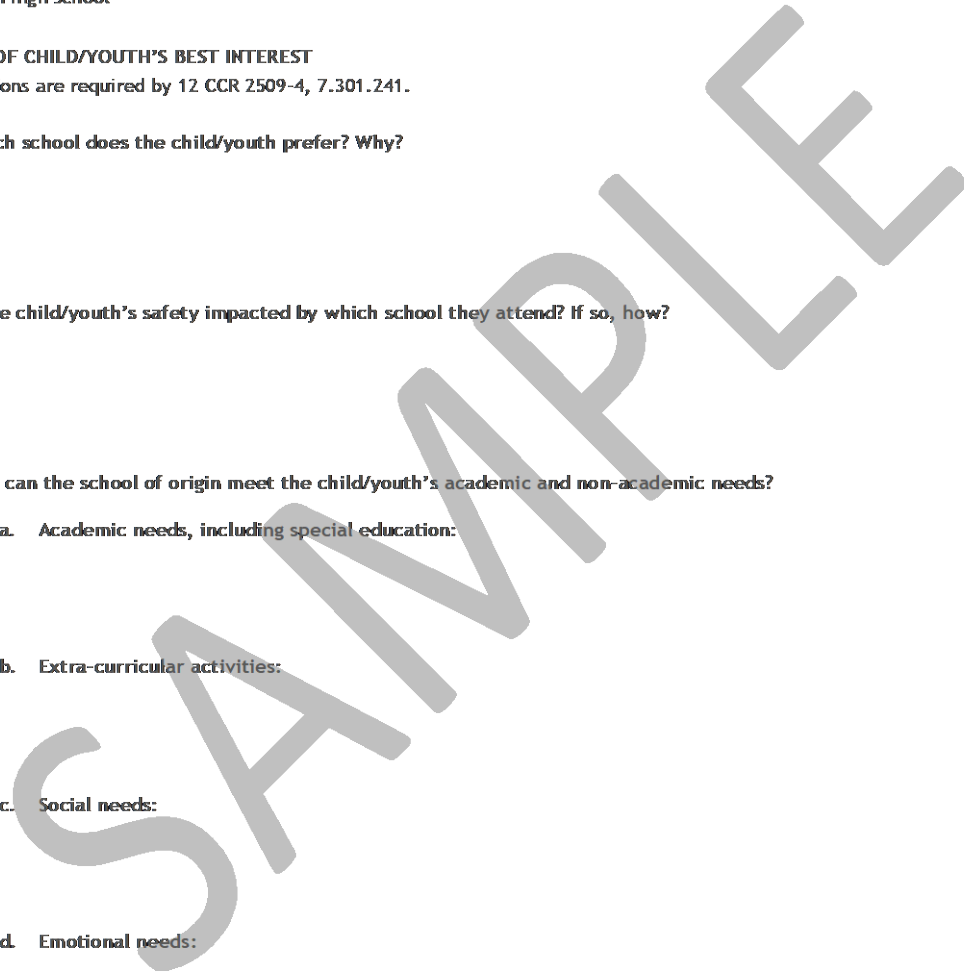 OF CHILD/YOUTH'S BEST INTEREST
ons are required by 12 CCR 2509-4, 7.301.241.
ch school does the child/youth prefer? Why?
e child/youth's safety impacted by which school they attend? If so, how?
can the school of origin meet the child/youth's academic and non-academic needs?
a. Academic needs, including special education:
b. Extra-curricular activities:
c. Social needs:
d. Emotional needs:
SAMPLE